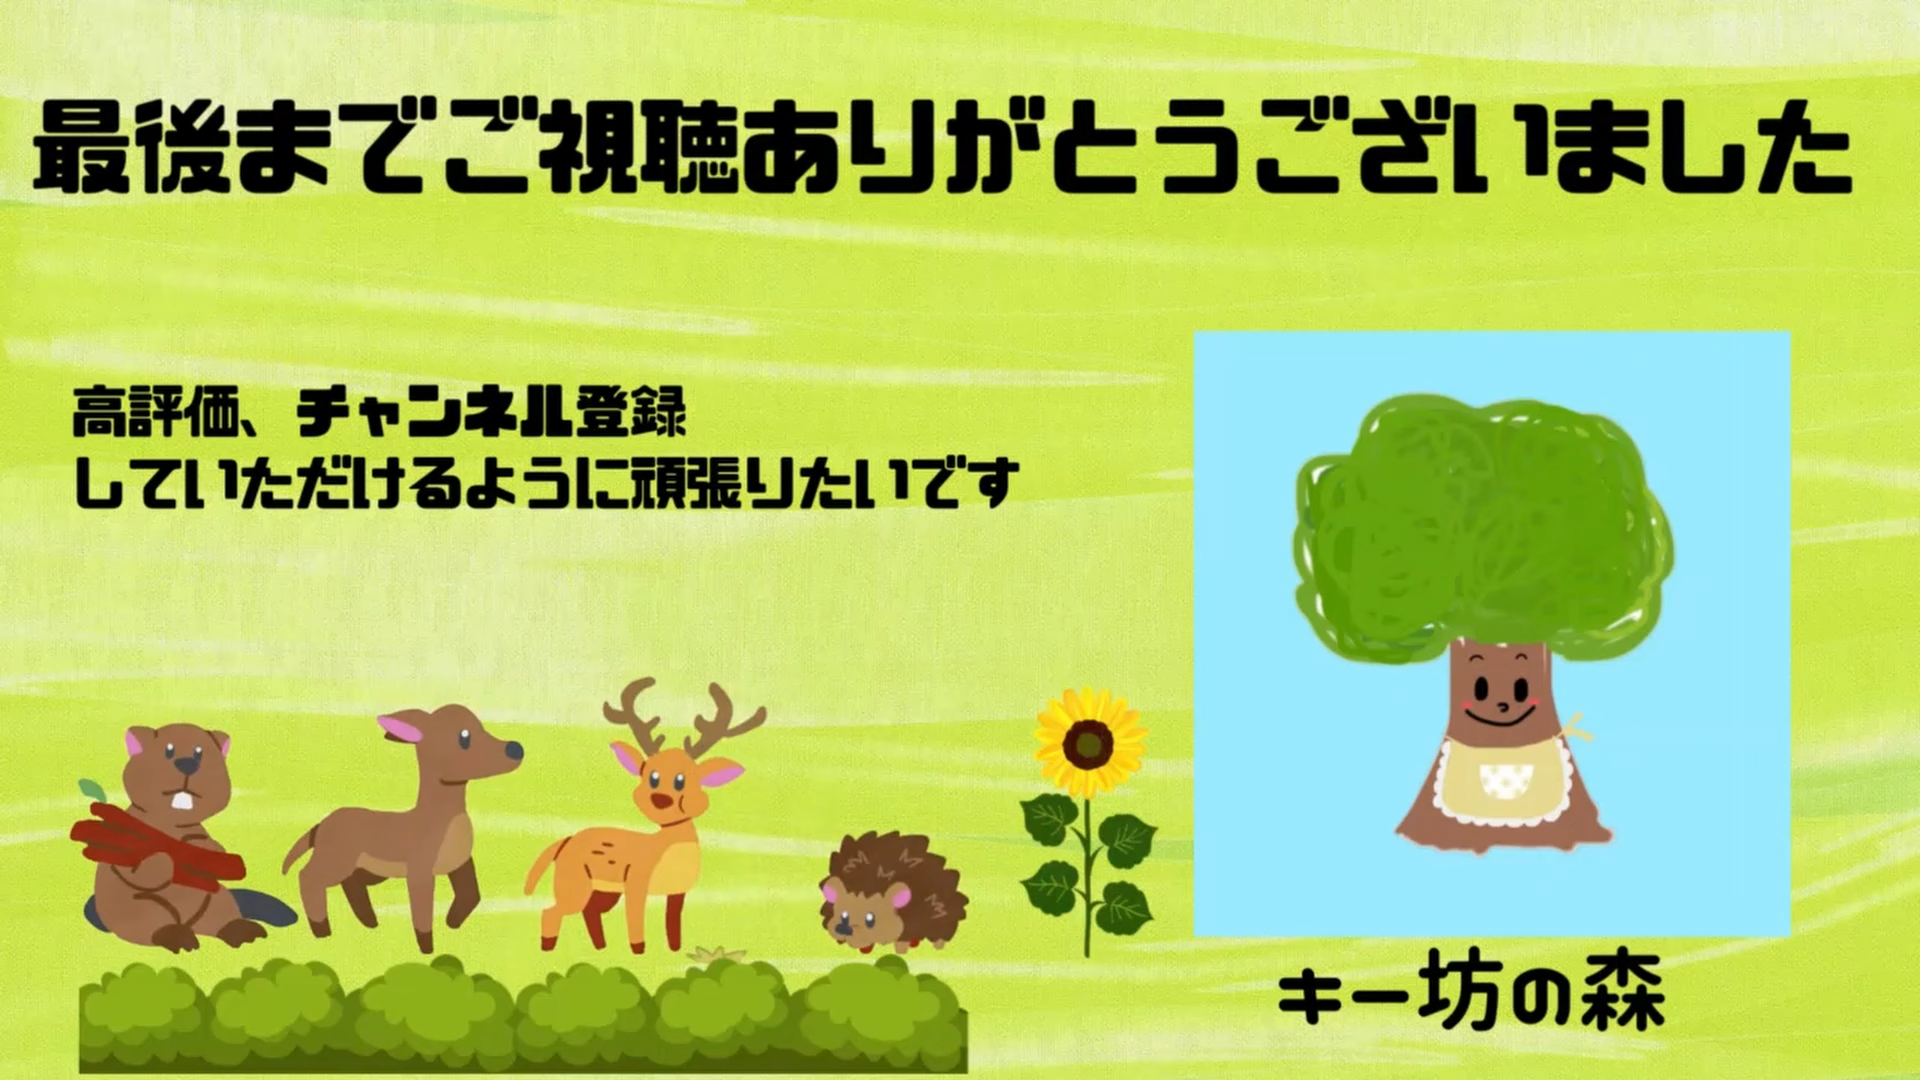 最後までご視聴ありがとうございました
高評価、チャンネル登録
していただけるように頑張りたいです
キー坊の森